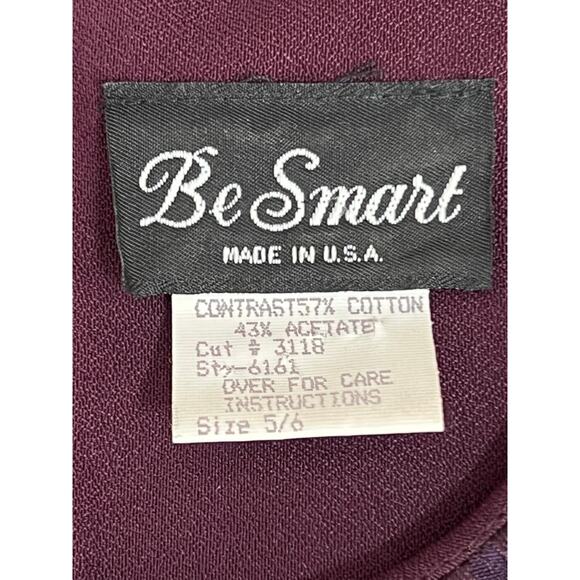 Be Smart
MADE IN U.S.A.
CONTRAST57% COTTON
43% ACETATE
Cut # 3118
Sty-6161
OVER FOR CARE
INSTRUCTIONS
Size 5/6